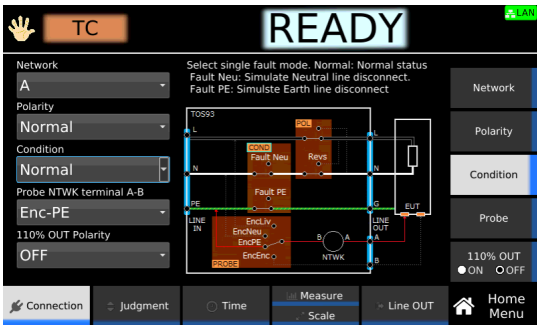 TC
READY
LAN
Network
A
Polarity
Normal
Condition
Normal
Probe NTWK terminal A-B
Enc-PE
110% OUT Polarity
OFF
Select single fault mode. Normal: Normal status
Fault Neu: Simulate Neutral line disconnect.
Fault PE: Simulste Earth line disconnect
TOS93
POL
L
L
COND
Fault Neu
Revs
N
N
Fault PE
PE
G
EUT
LINE IN
EncLiv
LINE OUT
EncNeu
EncPE
B
A
A
EncEnc
NTWK
B
PROBE
Network
Polarity
Condition
Probe
110% OUT
ON OFF
Connection
Judgment
Time
Measure
Scale
Line OUT
Home Menu